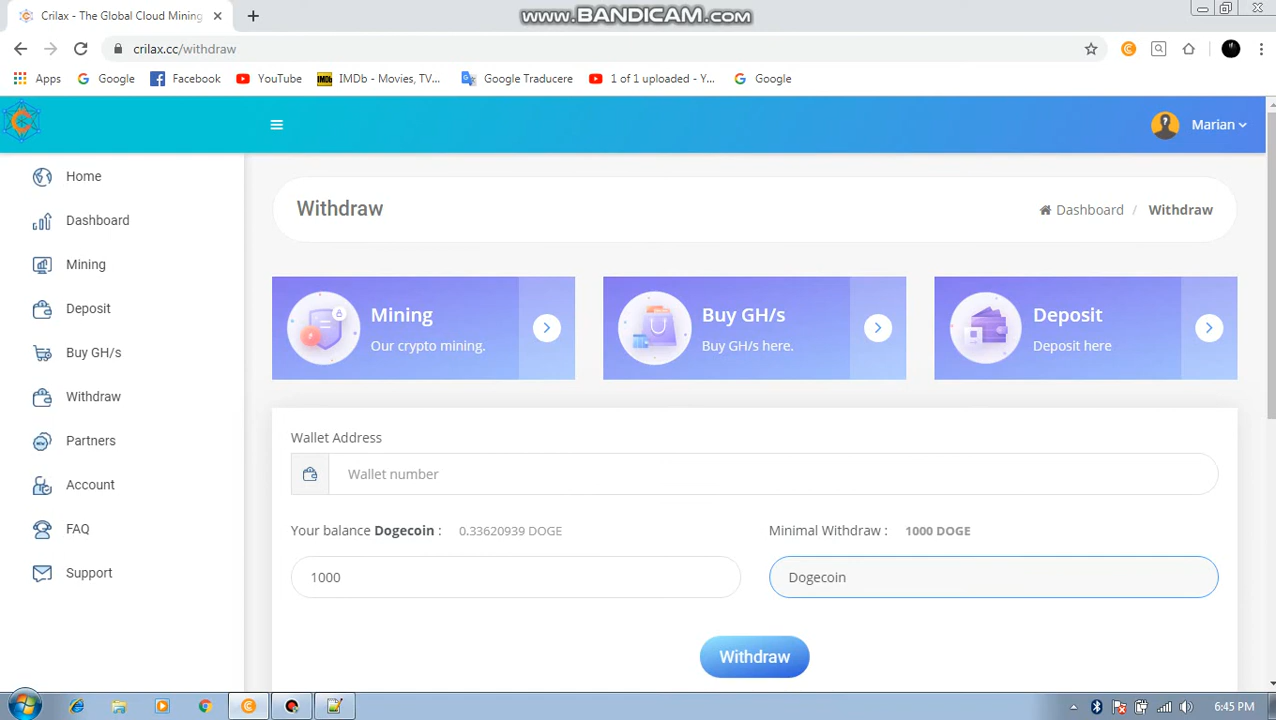 Crilax - The Global Cloud Mining
www.BANDICAM.com
crilax.cc/withdraw
Apps Google Facebook YouTube IMDb - Movies, TV... Google Traducere 1 of 1 uploaded - Y... Google
Marian
Home
Dashboard
Mining
Deposit
Buy GH/s
Withdraw
Partners
Account
FAQ
Support
Withdraw
Dashboard / Withdraw
Mining
Our crypto mining.
Buy GH/s
Buy GH/s here.
Deposit
Deposit here
Wallet Address
Wallet number
Your balance Dogecoin : 0.33620939 DOGE
Minimal Withdraw : 1000 DOGE
1000
Dogecoin
Withdraw
6:45 PM